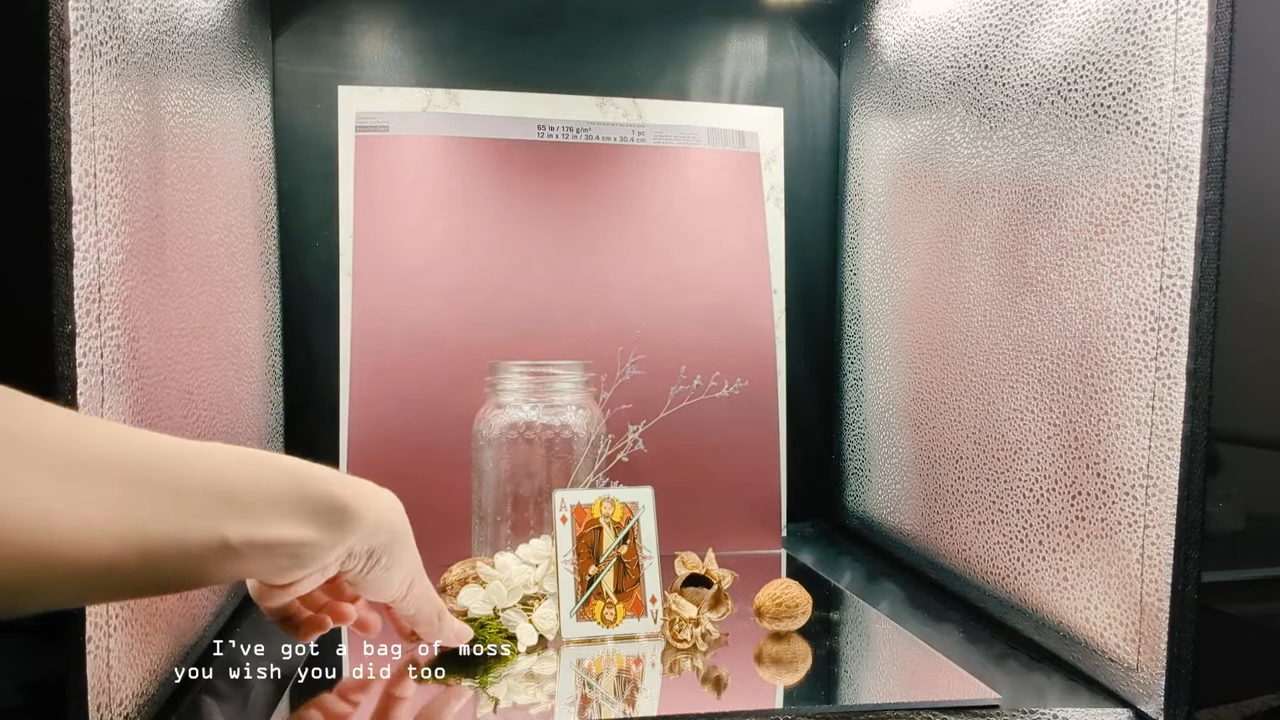 65 lb / 176 g/m² 1 pc
12 in x 12 in / 30.4 cm x 30.4 cm
A
A
I've got a bag of moss
you wish you did too